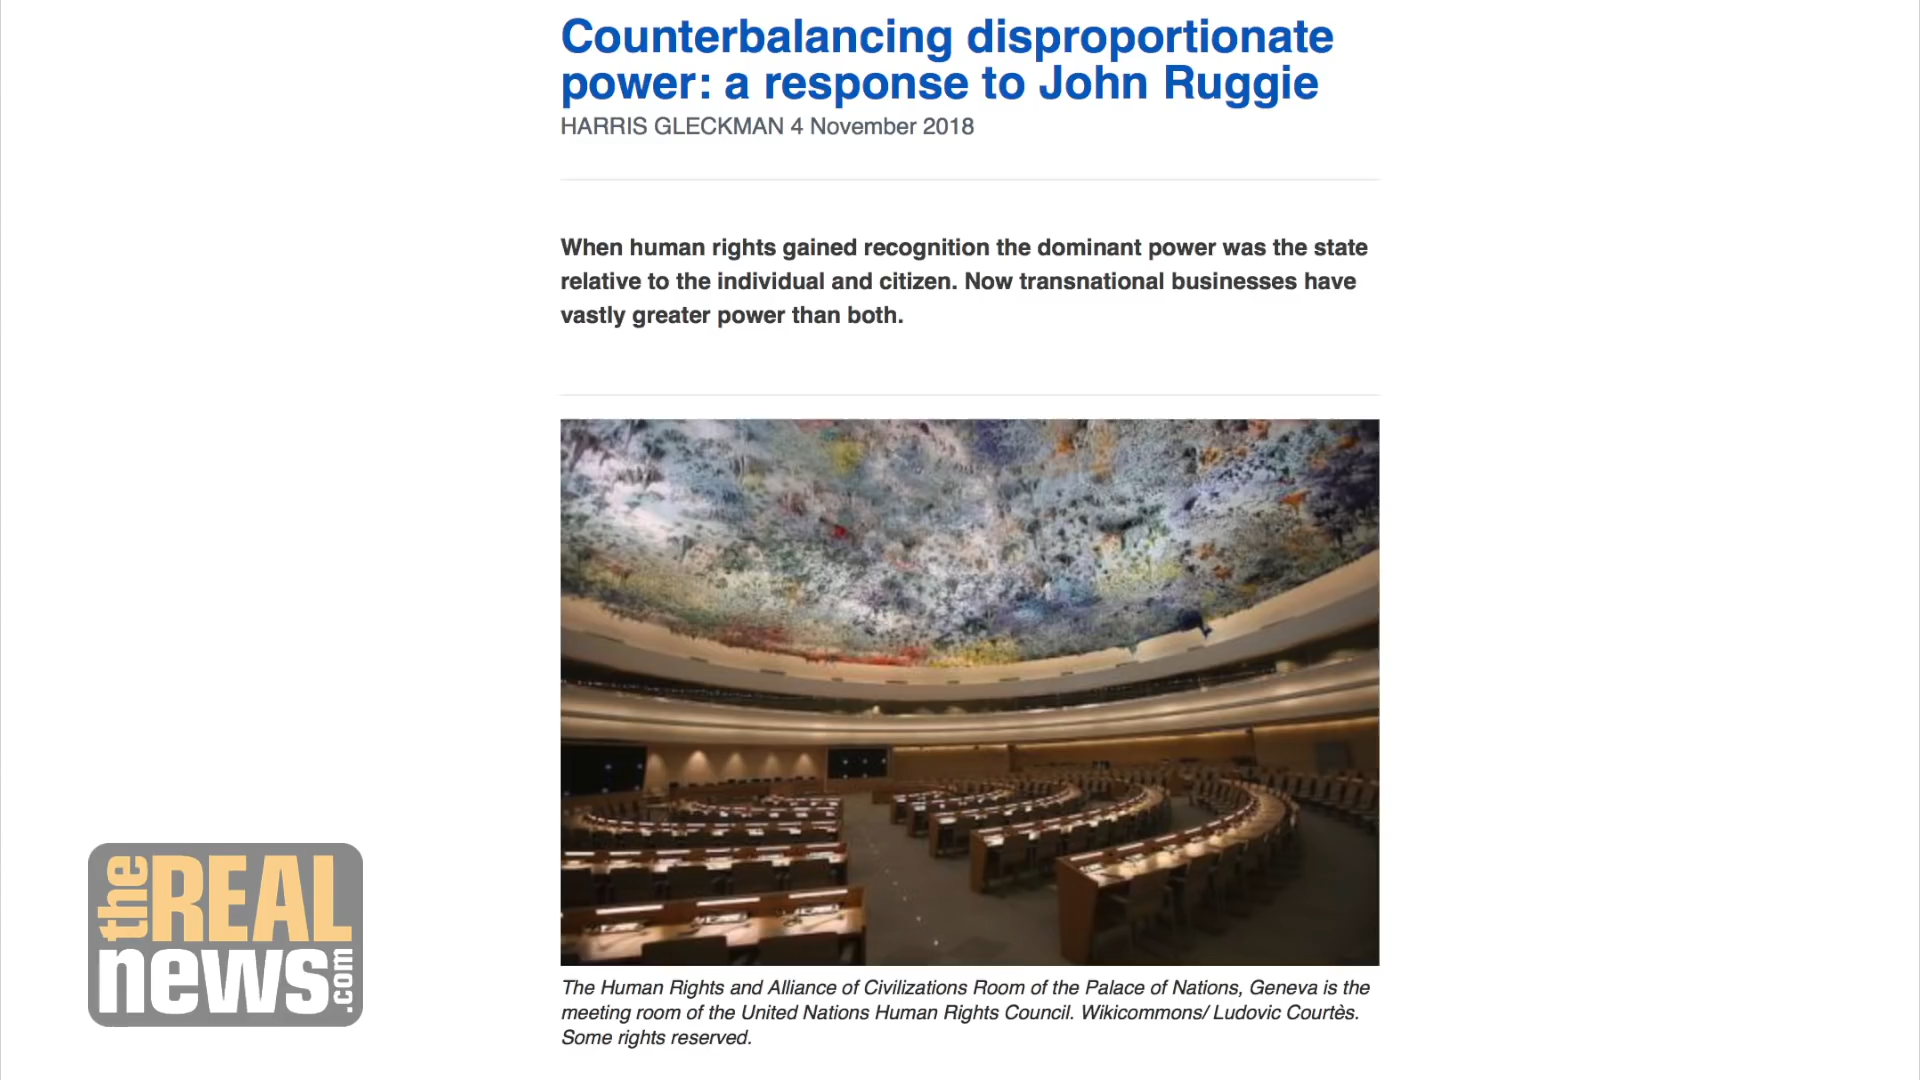 Counterbalancing disproportionate
power: a response to John Ruggie
HARRIS GLECKMAN 4 November 2018
When human rights gained recognition the dominant power was the state
relative to the individual and citizen. Now transnational businesses have
vastly greater power than both.
The Human Rights and Alliance of Civilizations Room of the Palace of Nations, Geneva is the
meeting room of the United Nations Human Rights Council. Wikicommons/ Ludovic Courtès.
Some rights reserved.
the REAL
news.com